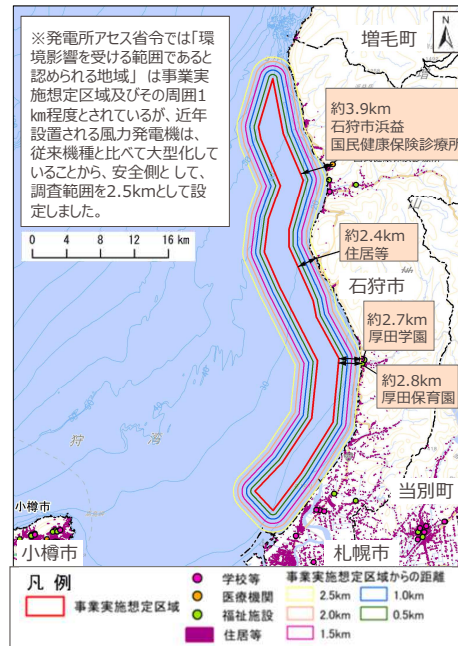 ※発電所アセス省令では「環
境影響を受ける範囲であると
認められる地域」 は事業実
施想定区域及びその周囲1
km程度とされているが、近年
設置される風力発電機は、
従来機種と比べて大型化して
いることから、安全側として、
調査範囲を2.5kmとして設
定しました。
0 4 8 12 16 km
N
増毛町
約3.9km
石狩市浜益
国民健康保険診療所
約2.4km
住居等
石狩市
約2.7km
厚田学園
約2.8km
厚田保育園
狩
湾
小樽市
小樽市
当別町
札幌市
凡 例
事業実施想定区域
学校等
医療機関
福祉施設
住居等
事業実施想定区域からの距離
2.5km
2.0km
1.5km
1.0km
0.5km